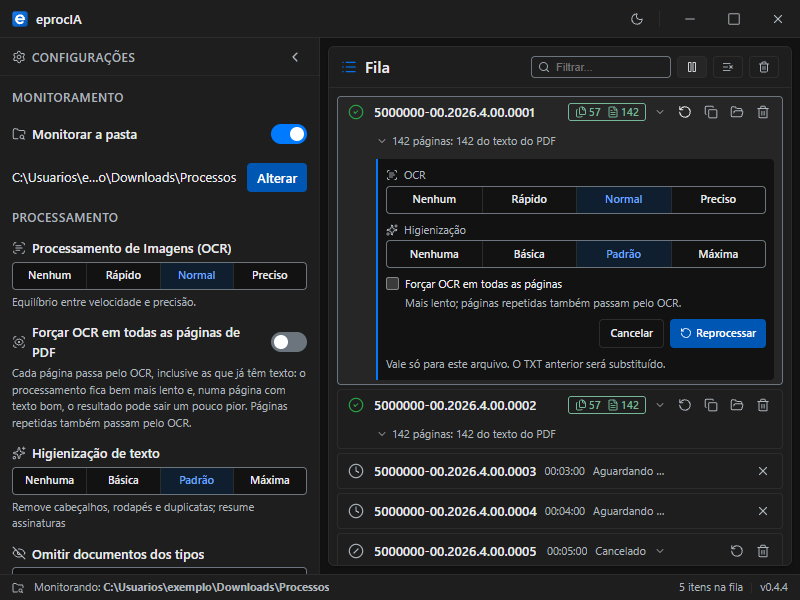 eprocIA
CONFIGURAÇÕES
MONITORAMENTO
Monitorar a pasta
C:\Usuarios\e...o\Downloads\Processos
Alterar
PROCESSAMENTO
Processamento de Imagens (OCR)
Nenhum Rápido Normal Preciso
Equilíbrio entre velocidade e precisão.
Forçar OCR em todas as páginas de
PDF
Cada página passa pelo OCR, inclusive as que já têm texto: o
processamento fica bem mais lento e, numa página com
texto bom, o resultado pode sair um pouco pior. Páginas
repetidas também passam pelo OCR.
Higienização de texto
Nenhuma Básica Padrão Máxima
Remove cabeçalhos, rodapés e duplicatas; resume
assinaturas
Omitir documentos dos tipos
Fila
Filtrar...
5000000-00.2026.4.00.0001 57 142
142 páginas: 142 do texto do PDF
OCR
Nenhum Rápido Normal Preciso
Higienização
Nenhuma Básica Padrão Máxima
Forçar OCR em todas as páginas
Mais lento; páginas repetidas também passam pelo OCR.
Cancelar Reprocessar
Vale só para este arquivo. O TXT anterior será substituído.
5000000-00.2026.4.00.0002 57 142
142 páginas: 142 do texto do PDF
5000000-00.2026.4.00.0003 00:03:00 Aguardando ...
5000000-00.2026.4.00.0004 00:04:00 Aguardando ...
5000000-00.2026.4.00.0005 00:05:00 Cancelado
Monitorando: C:\Usuarios\exemplo\Downloads\Processos
5 itens na fila v0.4.4